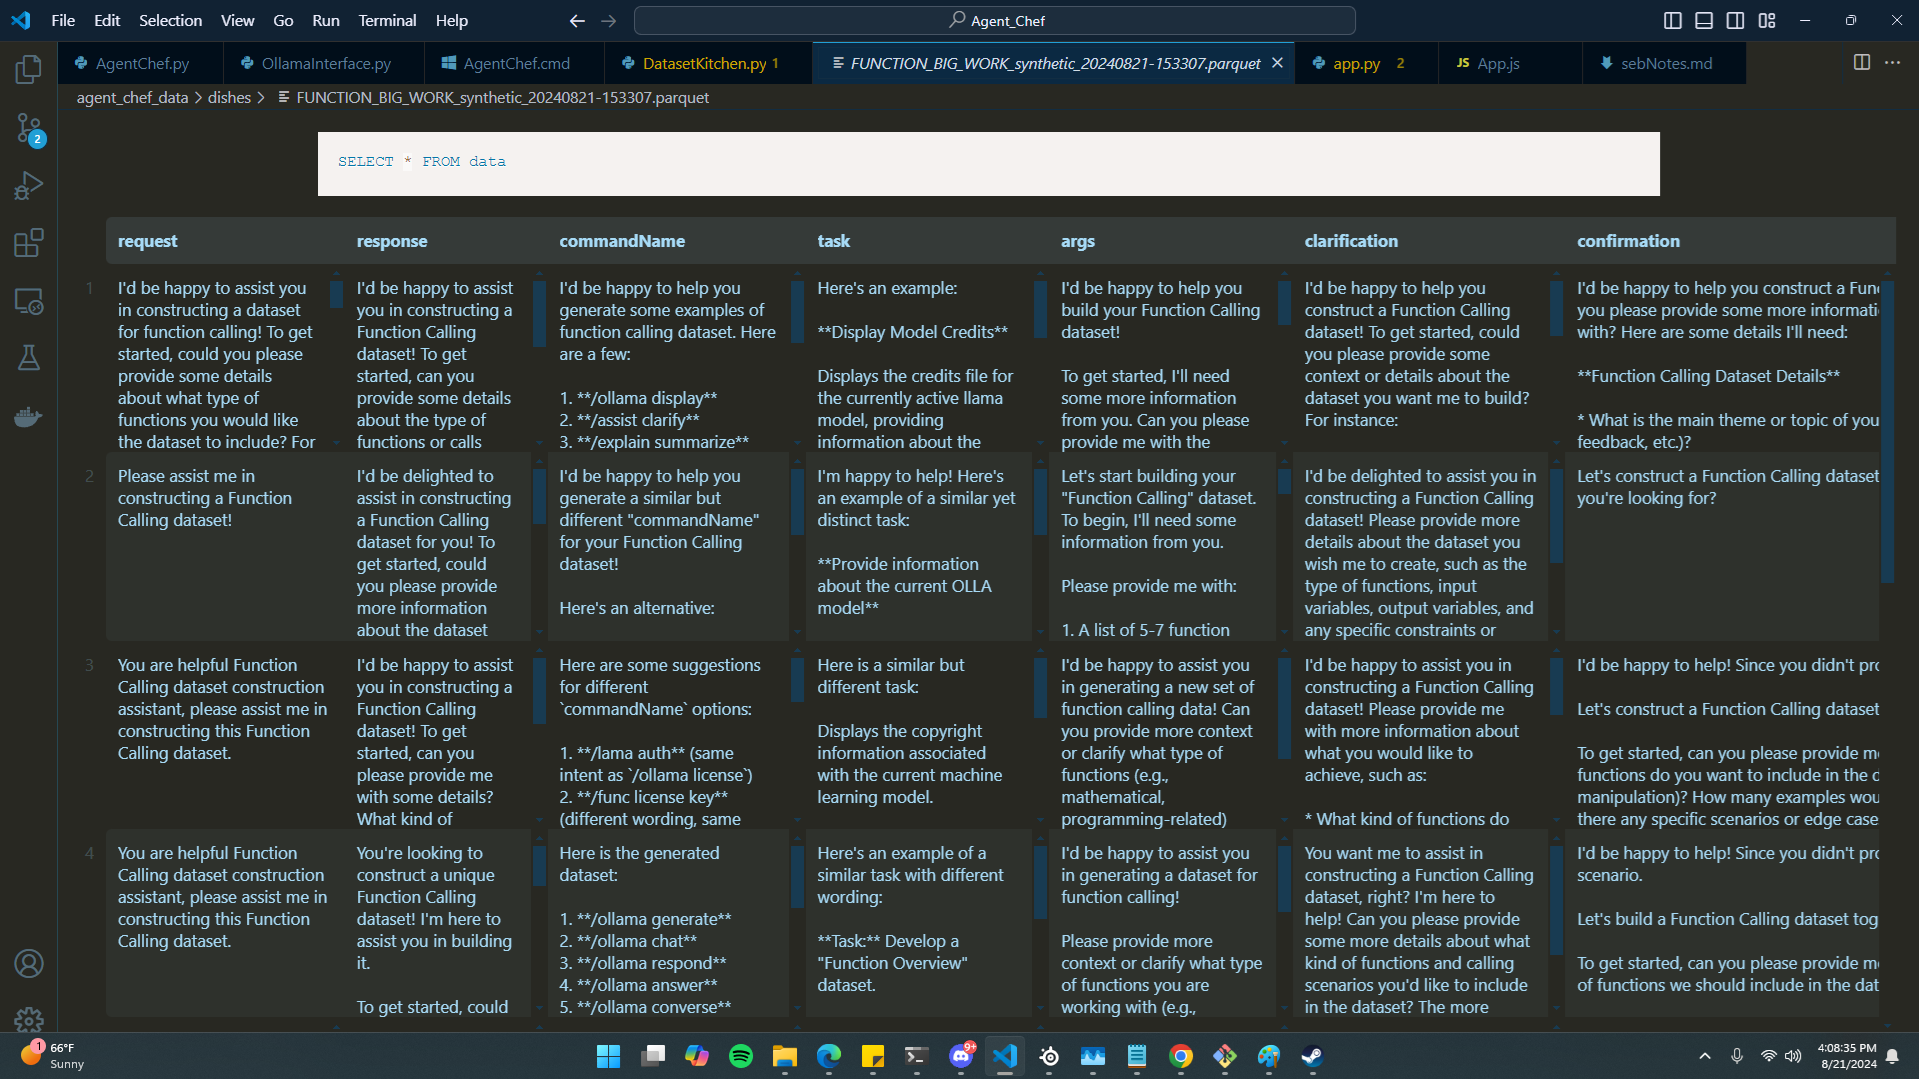 File Edit Selection View Go Run Terminal Help
Agent_Chef
AgentChef.py
OllamaInterface.py
AgentChef.cmd
DatasetKitchen.py 1
FUNCTION_BIG_WORK_synthetic_20240821-153307.parquet
app.py 2
JS App.js
sebNotes.md
agent_chef_data > dishes > FUNCTION_BIG_WORK_synthetic_20240821-153307.parquet
2
SELECT * FROM data
request response commandName task args clarification confirmation
1
I'd be happy to assist you
in constructing a dataset
for function calling! To get
started, could you please
provide some details
about what type of
functions you would like
the dataset to include? For
I'd be happy to assist
you in constructing a
Function Calling
dataset! To get
started, can you
provide some details
about the type of
functions or calls
I'd be happy to help you
generate some examples of
function calling dataset. Here
are a few:
1. **/ollama display**
2. **/assist clarify**
3. **/explain summarize**
Here's an example:
**Display Model Credits**
Displays the credits file for
the currently active llama
model, providing
information about the
I'd be happy to help you
build your Function Calling
dataset!
To get started, I'll need
some more information
from you. Can you please
provide me with the
I'd be happy to help you
construct a Function Calling
dataset! To get started, could
you please provide some
context or details about the
dataset you want me to build?
For instance:
I'd be happy to help you construct a Fun
you please provide some more informati
with? Here are some details I'll need:
**Function Calling Dataset Details**
* What is the main theme or topic of you
feedback, etc.)?
2
Please assist me in
constructing a Function
Calling dataset!
I'd be delighted to
assist in constructing
a Function Calling
dataset for you! To
get started, could
you please provide
more information
about the dataset
I'd be happy to help you
generate a similar but
different "commandName"
for your Function Calling
dataset!
Here's an alternative:
I'm happy to help! Here's
an example of a similar yet
distinct task:
**Provide information
about the current OLLA
model**
Let's start building your
"Function Calling" dataset.
To begin, I'll need some
information from you.
Please provide me with:
1. A list of 5-7 function
I'd be delighted to assist you in
constructing a Function Calling
dataset! Please provide more
details about the dataset you
wish me to create, such as the
type of functions, input
variables, output variables, and
any specific constraints or
Let's construct a Function Calling dataset
you're looking for?
3
You are helpful Function
Calling dataset construction
assistant, please assist me in
constructing this Function
Calling dataset.
I'd be happy to assist
you in constructing a
Function Calling
dataset! To get
started, can you
please provide me
with some details?
What kind of
Here are some suggestions
for different
`commandName` options:
1. **/lama auth** (same
intent as `/ollama license`)
2. **/func license key**
(different wording, same
Here is a similar but
different task:
Displays the copyright
information associated
with the current machine
learning model.
I'd be happy to assist you
in generating a new set of
function calling data! Can
you provide more context
or clarify what type of
functions (e.g.,
mathematical,
programming-related)
I'd be happy to assist you in
constructing a Function Calling
dataset! Please provide me
with more information about
what you would like to
achieve, such as:
* What kind of functions do
I'd be happy to help! Since you didn't pro
Let's construct a Function Calling dataset
To get started, can you please provide m
functions do you want to include in the d
manipulation)? How many examples wou
there any specific scenarios or edge case
4
You are helpful Function
Calling dataset construction
assistant, please assist me in
constructing this Function
Calling dataset.
You're looking to
construct a unique
Function Calling
dataset! I'm here to
assist you in building
it.
To get started, could
Here is the generated
dataset:
1. **/ollama generate**
2. **/ollama chat**
3. **/ollama respond**
4. **/ollama answer**
5. **/ollama converse**
Here's an example of a
similar task with different
wording:
**Task:** Develop a
"Function Overview"
dataset.
I'd be happy to assist you
in generating a dataset for
function calling!
Please provide more
context or clarify what type
of functions you are
working with (e.g.,
You want me to assist in
constructing a Function Calling
dataset, right? I'm here to
help! Can you please provide
some more details about what
kind of functions and calling
scenarios you'd like to include
in the dataset? The more
I'd be happy to help! Since you didn't pro
scenario.
Let's build a Function Calling dataset tog
To get started, can you please provide m
of functions we should include in the dat
1
66°F
Sunny
9+
4:08:35 PM
8/21/2024